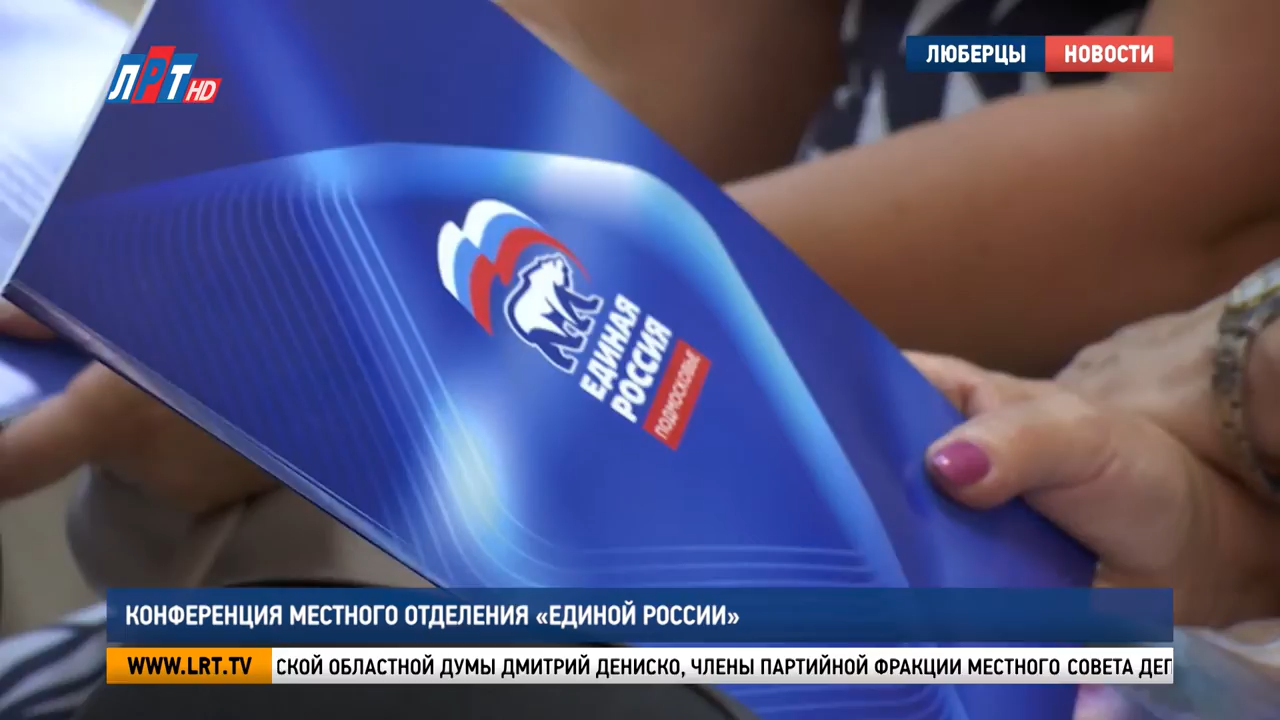 ЛРТ HD
ЛЮБЕРЦЫ НОВОСТИ
ЕДИНАЯ
РОССИЯ
ПОДМОСКОВЬЕ
КОНФЕРЕНЦИЯ МЕСТНОГО ОТДЕЛЕНИЯ «ЕДИНОЙ РОССИИ»
WWW.LRT.TV СКОЙ ОБЛАСТНОЙ ДУМЫ ДМИТРИЙ ДЕНИСКО, ЧЛЕНЫ ПАРТИЙНОЙ ФРАКЦИИ МЕСТНОГО СОВЕТА ДЕП